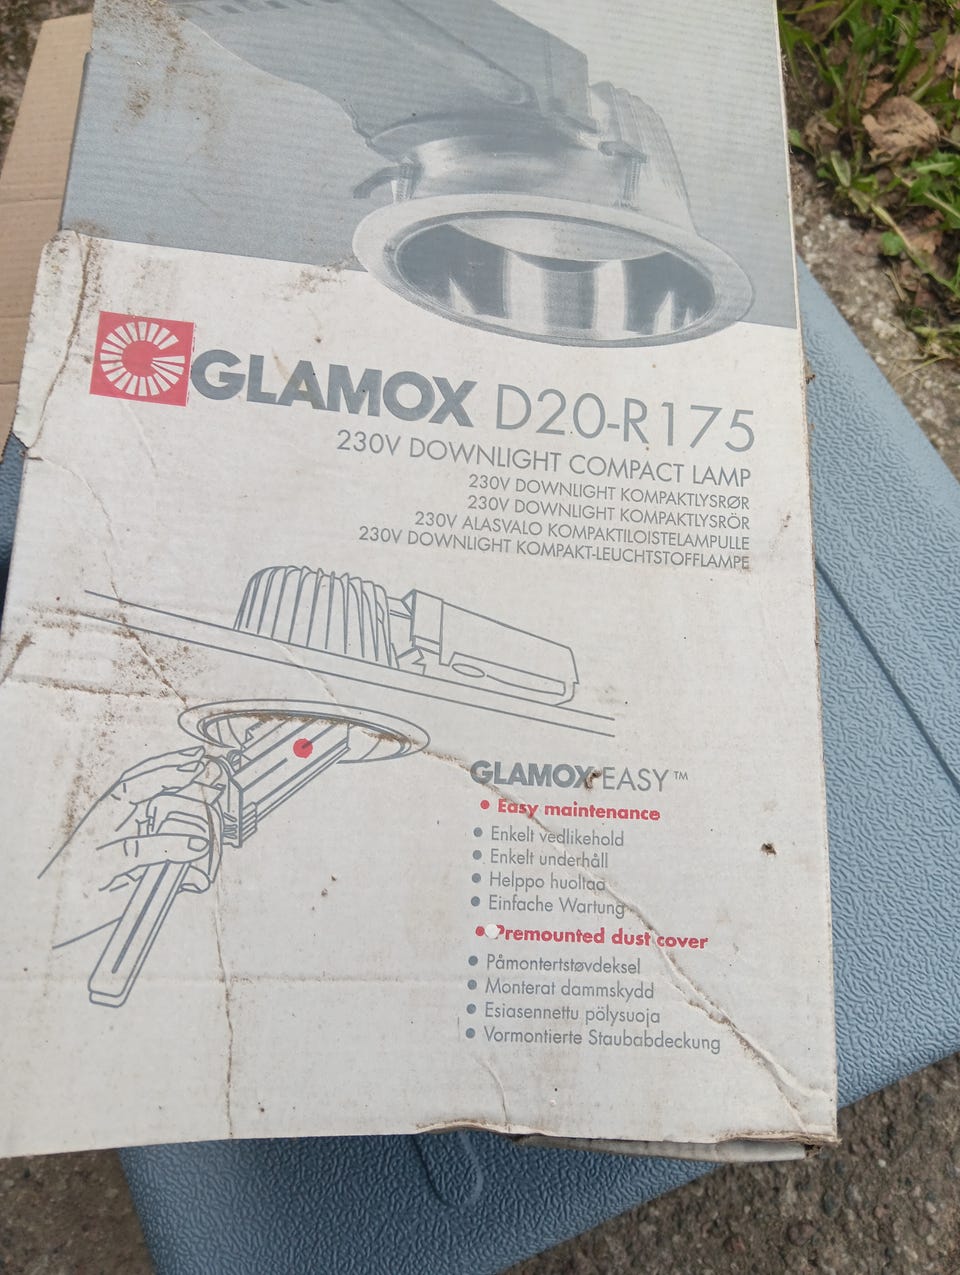 GLAMOX D20-R175
230V DOWNLIGHT COMPACT LAMP
230V DOWNLIGHT KOMPAKTLYSRØR
230V DOWNLIGHT KOMPAKTLYSRÖR
230V ALASVALO KOMPAKTILOISTELAMPULLE
230V DOWNLIGHT KOMPAKT-LEUCHTSTOFFLAMPE
GLAMOX EASY™
• Easy maintenance
• Enkelt vedlikehold
• Enkelt underhåll
• Helppo huoltaa
• Einfache Wartung
• Premounted dust cover
• Påmontertstøvdeksel
• Monterat dammskydd
• Esiasennettu pölysuoja
• Vormontierte Staubabdeckung